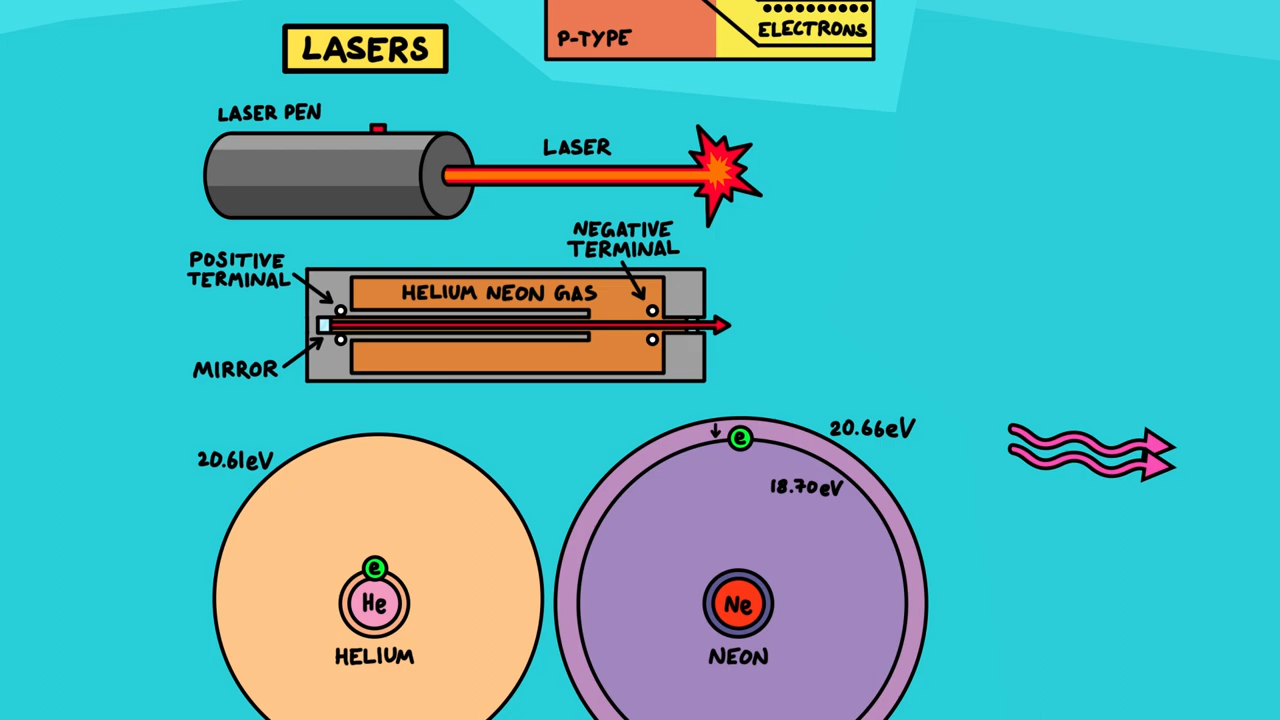 P-TYPE
ELECTRONS
LASERS
LASER PEN
LASER
NEGATIVE
TERMINAL
POSITIVE
TERMINAL
HELIUM NEON GAS
MIRROR
20.61eV
e
He
HELIUM
e
20.66eV
18.70eV
Ne
NEON